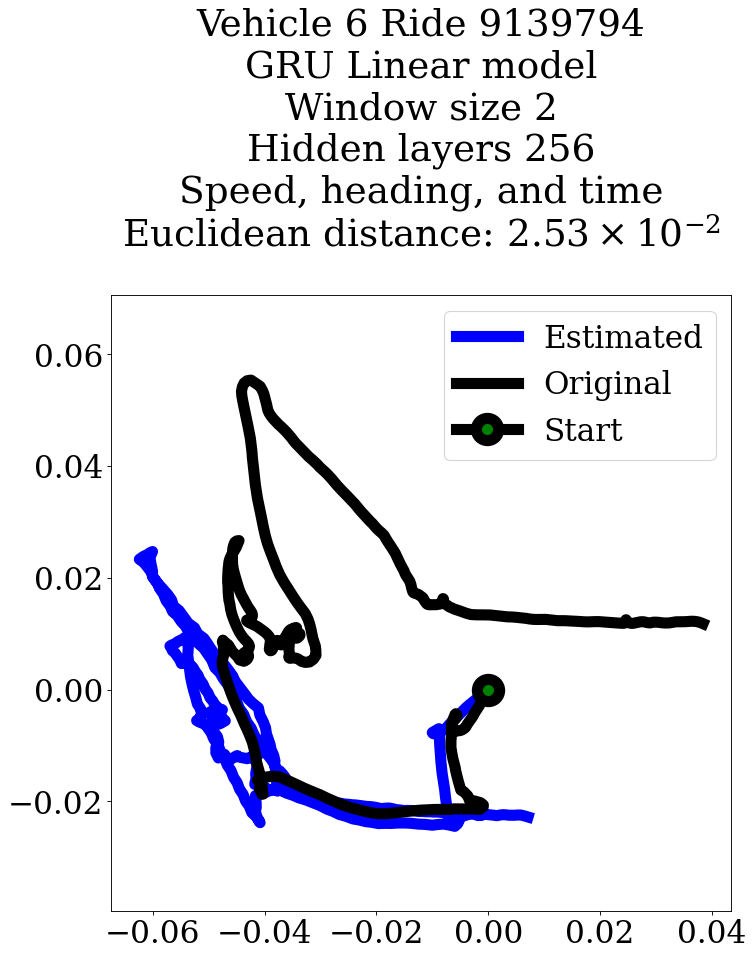 Vehicle 6 Ride 9139794
GRU Linear model
Window size 2
Hidden layers 256
Speed, heading, and time
Euclidean distance: 2.53 × 10⁻²
Estimated
Original
Start
0.06
0.04
0.02
0.00
−0.02
−0.06 −0.04 −0.02 0.00 0.02 0.04